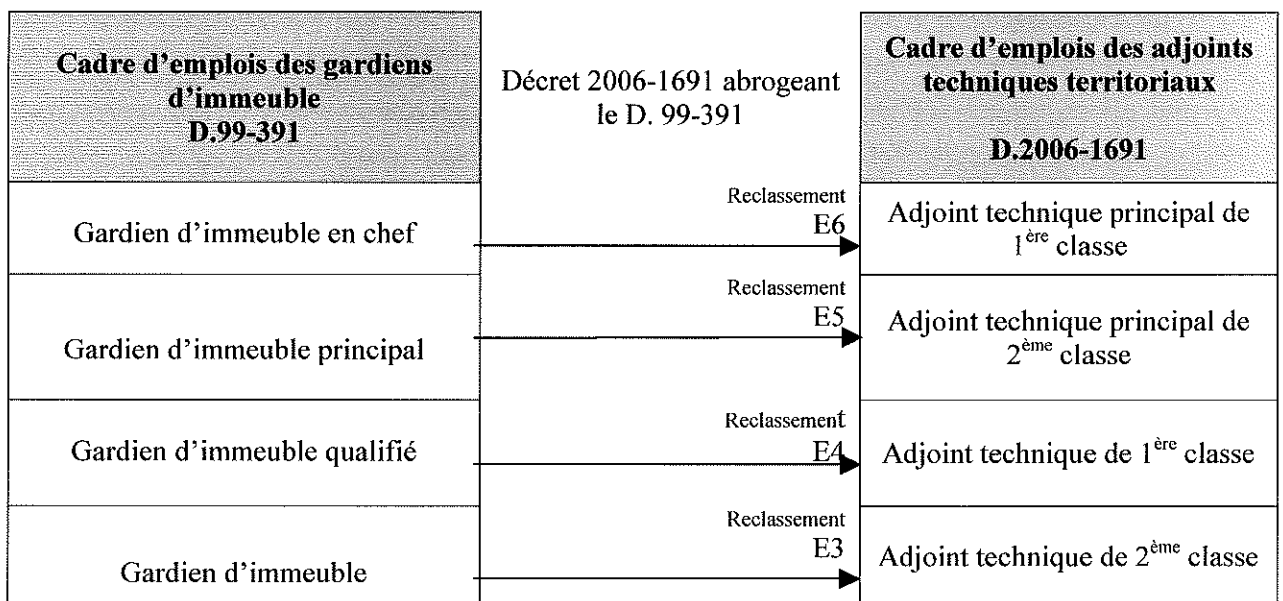 Cadre d'emplois des gardiens
d'immeuble
D.99-391
Décret 2006-1691 abrogeant
le D. 99-391
Cadre d'emplois des adjoints
techniques territoriaux
D.2006-1691
Gardien d'immeuble en chef
Reclassement
E6
Adjoint technique principal de
1ère classe
Gardien d'immeuble principal
Reclassement
E5
Adjoint technique principal de
2ème classe
Gardien d'immeuble qualifié
Reclassement
E4
Adjoint technique de 1ère classe
Gardien d'immeuble
Reclassement
E3
Adjoint technique de 2ème classe